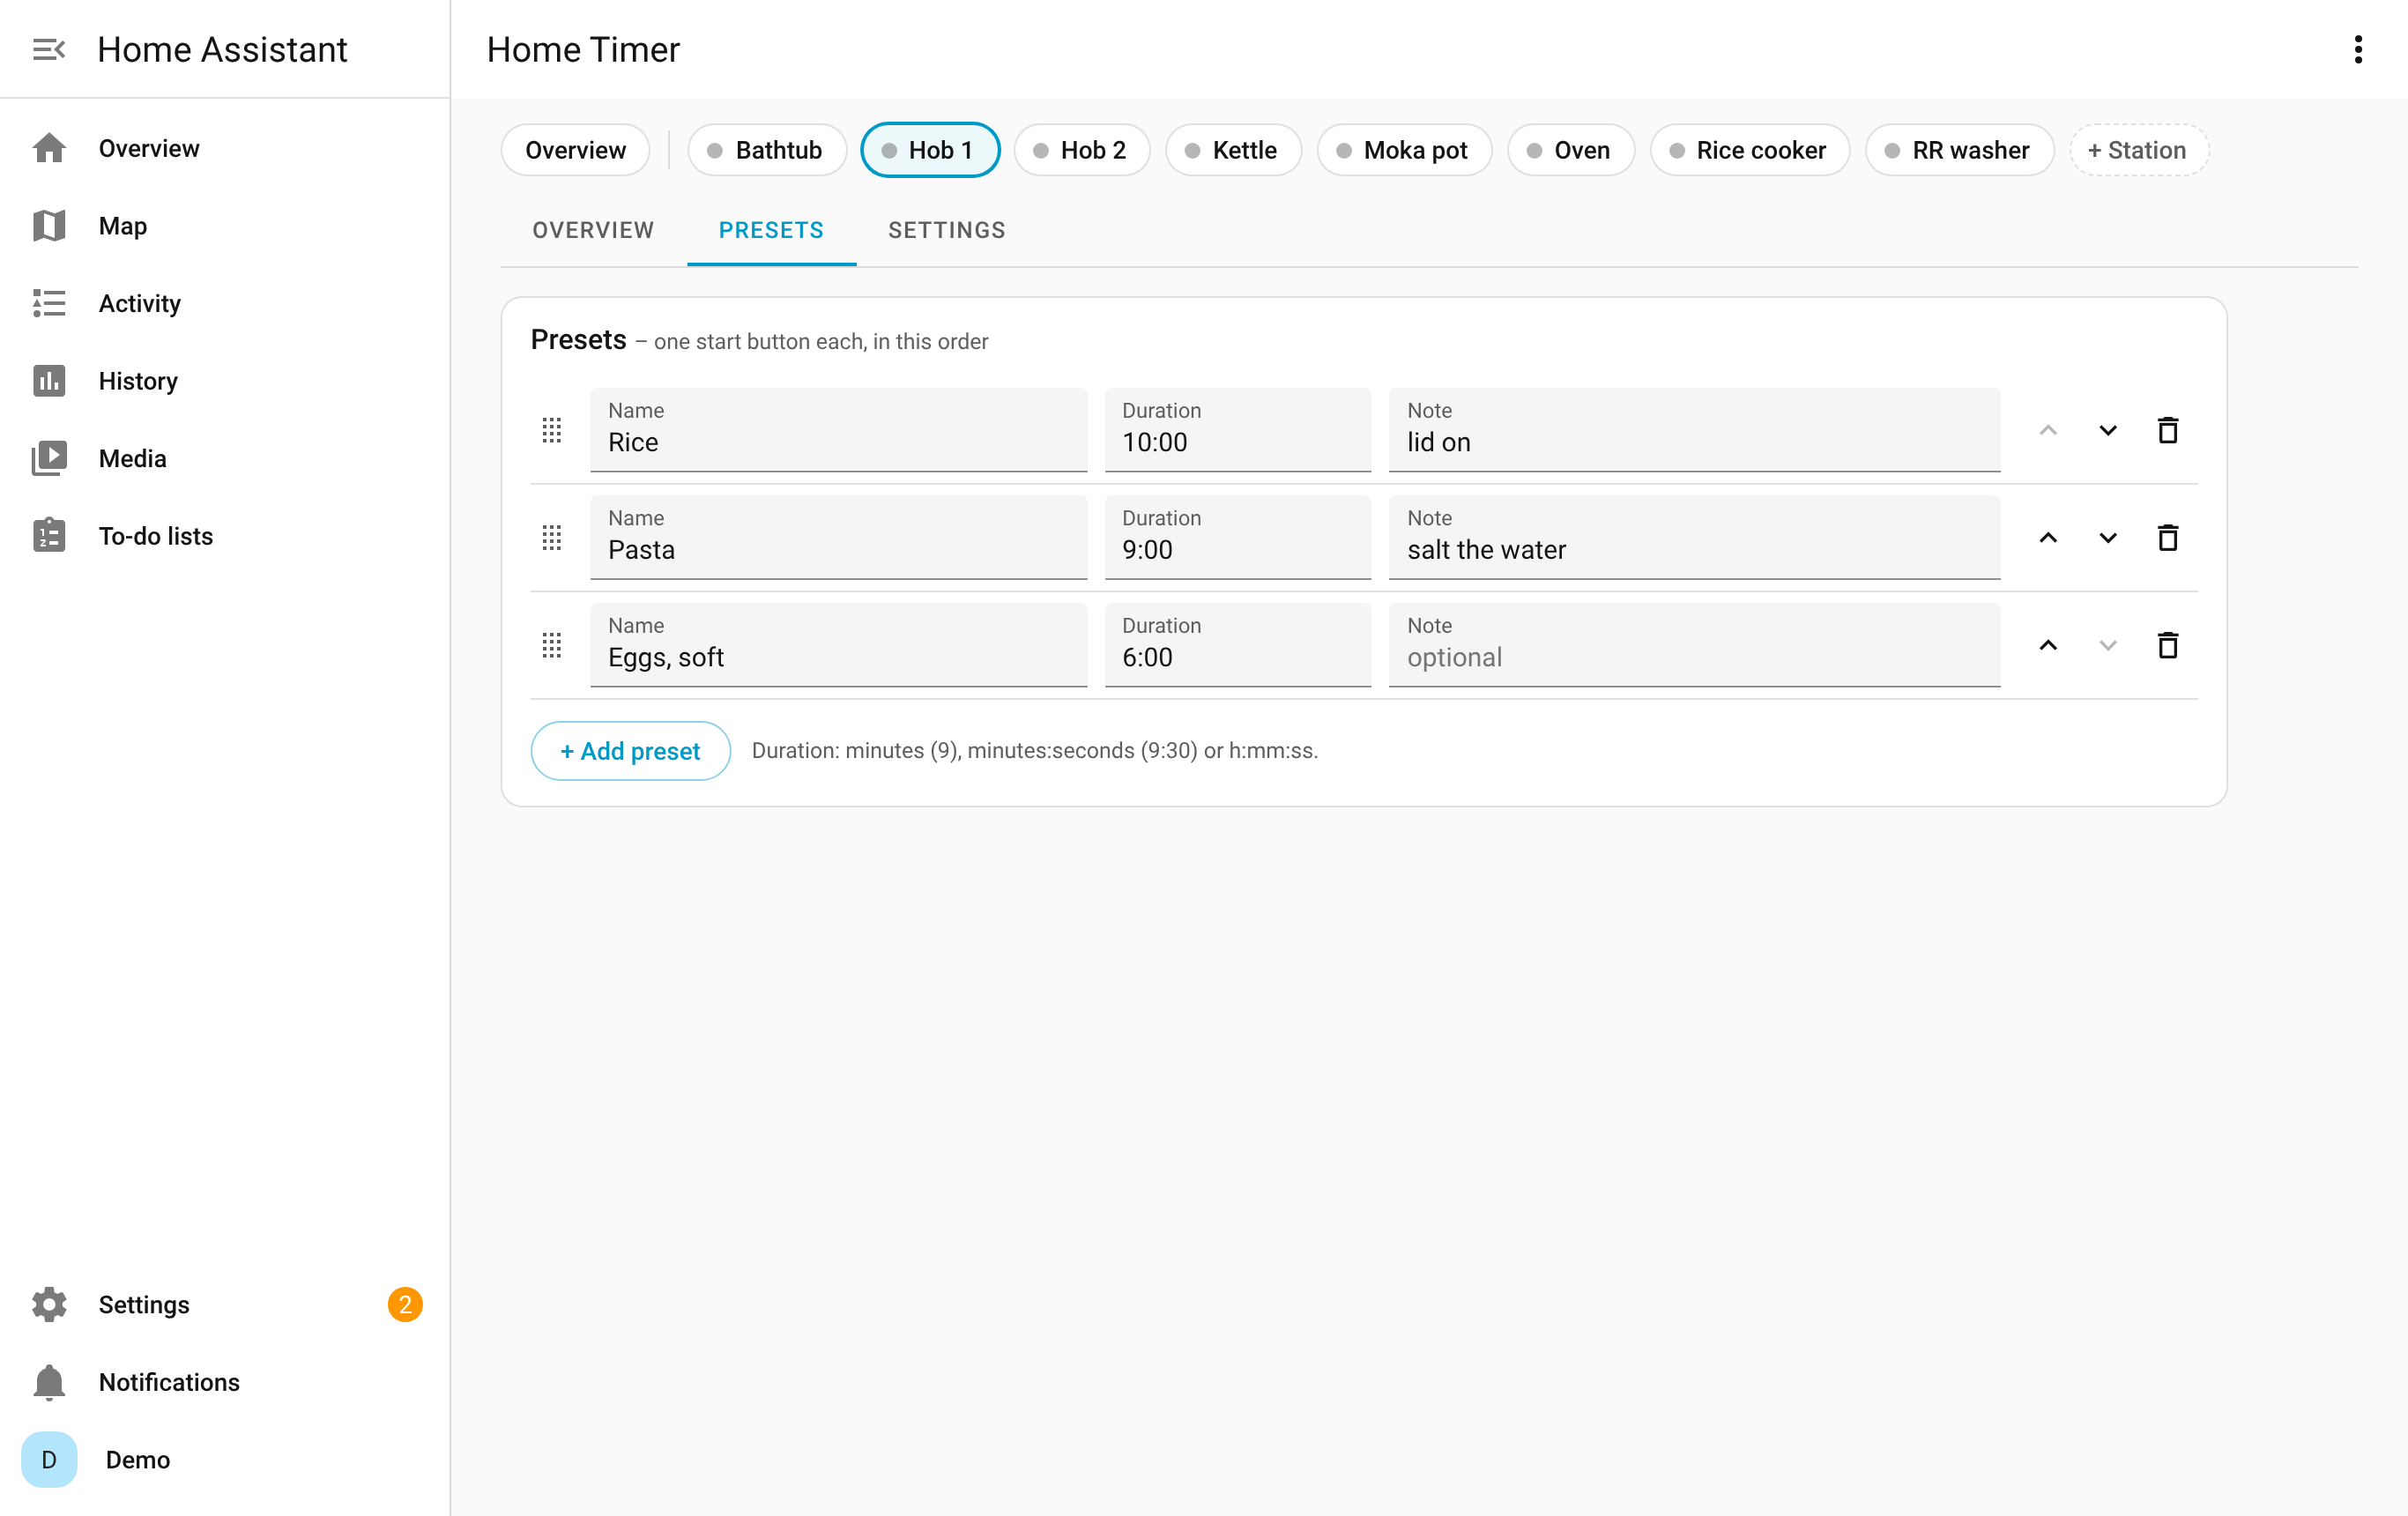 Home Assistant
Home Timer
Overview
Map
Activity
History
Media
To-do lists
Settings 2
Notifications
D Demo
Overview Bathtub Hob 1 Hob 2 Kettle Moka pot Oven Rice cooker RR washer + Station
OVERVIEW PRESETS SETTINGS
Presets – one start button each, in this order
Name Duration Note
Rice 10:00 lid on
Name Duration Note
Pasta 9:00 salt the water
Name Duration Note
Eggs, soft 6:00 optional
+ Add preset Duration: minutes (9), minutes:seconds (9:30) or h:mm:ss.